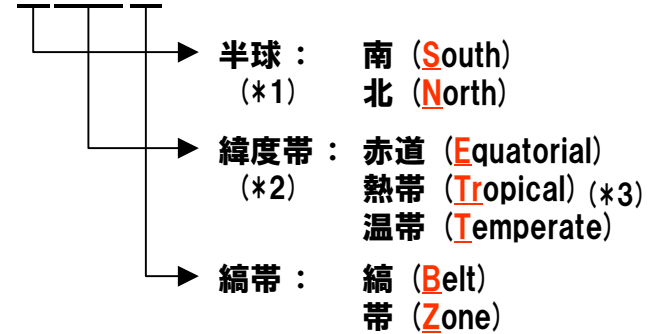 半球： 南（South）
（*1） 北（North）
緯度帯： 赤道（Equatorial）
（*2） 熱帯（Tropical）（*3）
温帯（Temperate）
縞帯： 縞（Belt）
帯（Zone）